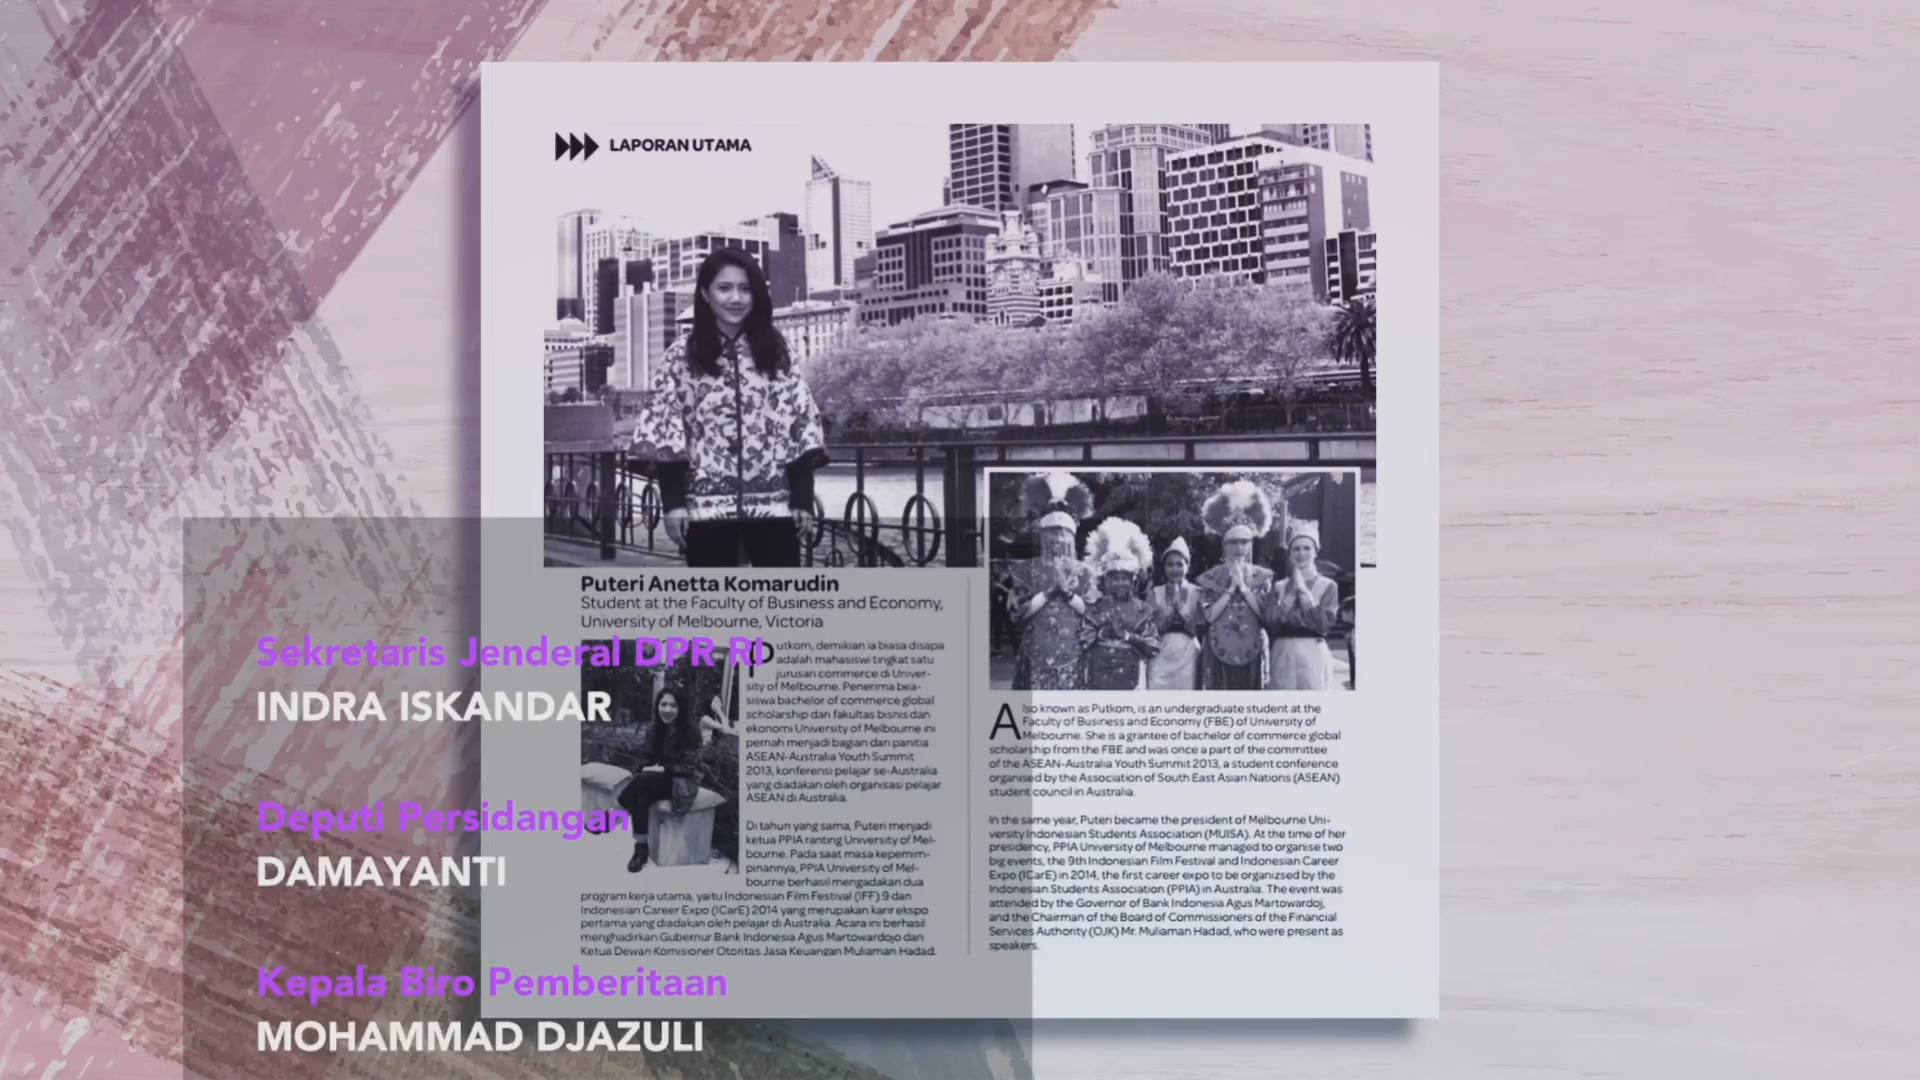 LAPORAN UTAMA
Puteri Anetta Komarudin
Student at the Faculty of Business and Economy,
University of Melbourne, Victoria
Putkom, demikian ia biasa disapa
adalah mahasiswi tingkat satu
jurusan commerce di Univer-
sity of Melbourne. Penerima bea-
siswa bachelor of commerce global
scholarship dari fakultas bisnis dan
ekonomi University of Melbourne ini
pernah menjadi bagian dari panitia
ASEAN-Australia Youth Summit
2013, konferensi pelajar se-Australia
yang diadakan oleh organisasi pelajar
ASEAN di Australia.
Di tahun yang sama, Puteri menjadi
ketua PPIA ranting University of Mel-
bourne. Pada saat masa kepemim-
pinannya, PPIA University of Mel-
bourne berhasil mengadakan dua
program kerja utama, yaitu Indonesian Film Festival (IFF) 9 dan
Indonesian Career Expo (ICarE) 2014 yang merupakan karir ekspo
pertama yang diadakan oleh pelajar di Australia. Acara ini berhasil
menghadirkan Gubernur Bank Indonesia Agus Martowardojo dan
Ketua Dewan Komisioner Otoritas Jasa Keuangan Muliaman Hadad.
Also known as Putkom, is an undergraduate student at the
Faculty of Business and Economy (FBE) of University of
Melbourne. She is a grantee of bachelor of commerce global
scholarship from the FBE and was once a part of the committee
of the ASEAN-Australia Youth Summit 2013, a student conference
organised by the Association of South East Asian Nations (ASEAN)
student council in Australia.
In the same year, Puteri became the president of Melbourne Uni-
versity Indonesian Students Association (MUISA). At the time of her
presidency, PPIA University of Melbourne managed to organise two
big events, the 9th Indonesian Film Festival and Indonesian Career
Expo (ICarE) in 2014, the first career expo to be organizsed by the
Indonesian Students Association (PPIA) in Australia. The event was
attended by the Governor of Bank Indonesia Agus Martowardoj,
and the Chairman of the Board of Commissioners of the Financial
Services Authority (OJK) Mr. Muliaman Hadad, who were present as
speakers.
Sekretaris Jenderal DPR RI
INDRA ISKANDAR
Deputi Persidangan
DAMAYANTI
Kepala Biro Pemberitaan
MOHAMMAD DJAZULI